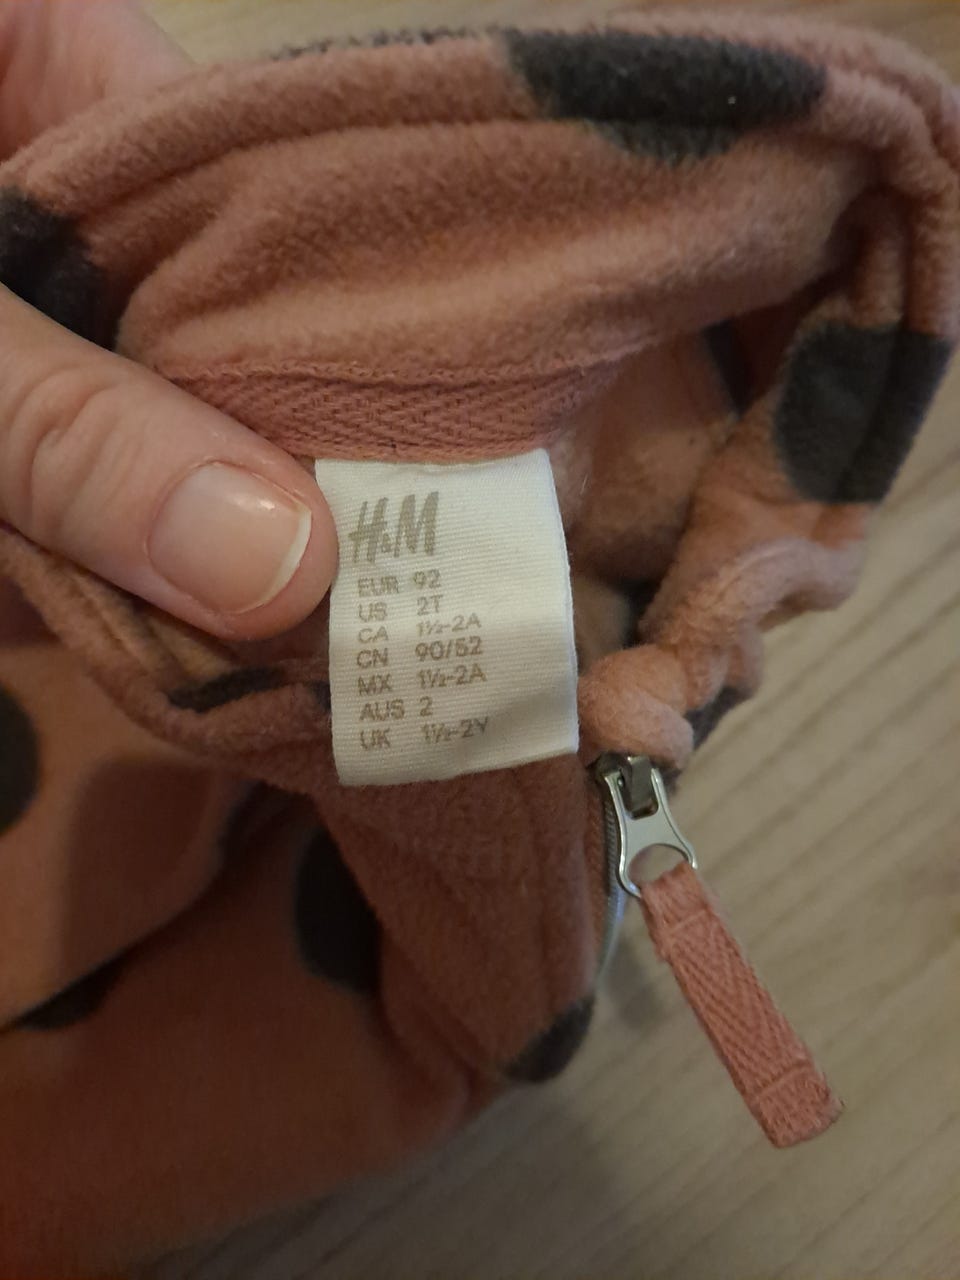 H&M
EUR 92
US 2T
CA 1½-2A
CN 90/52
MX 1½-2A
AUS 2
UK 1½-2Y